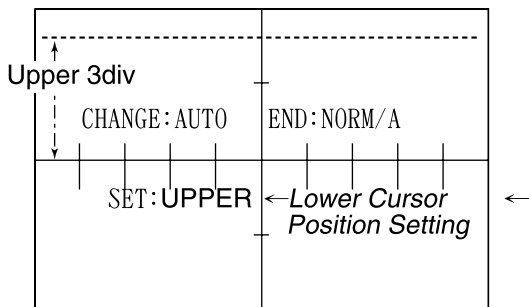 Upper 3div
CHANGE:AUTO END:NORM/A
SET:UPPER ←Lower Cursor
Position Setting
←